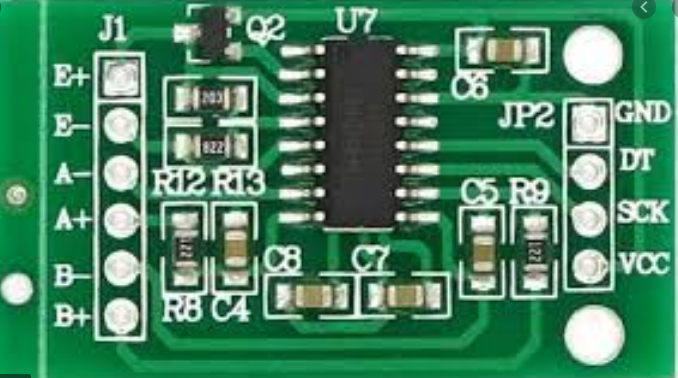 J1
Q2
U7
E+
E-
A-
A+
B-
B+
203
822
R12 R13
R8 C4
C8
C7
C6
C5 R9
221
JP2
GND
DT
SCK
VCC